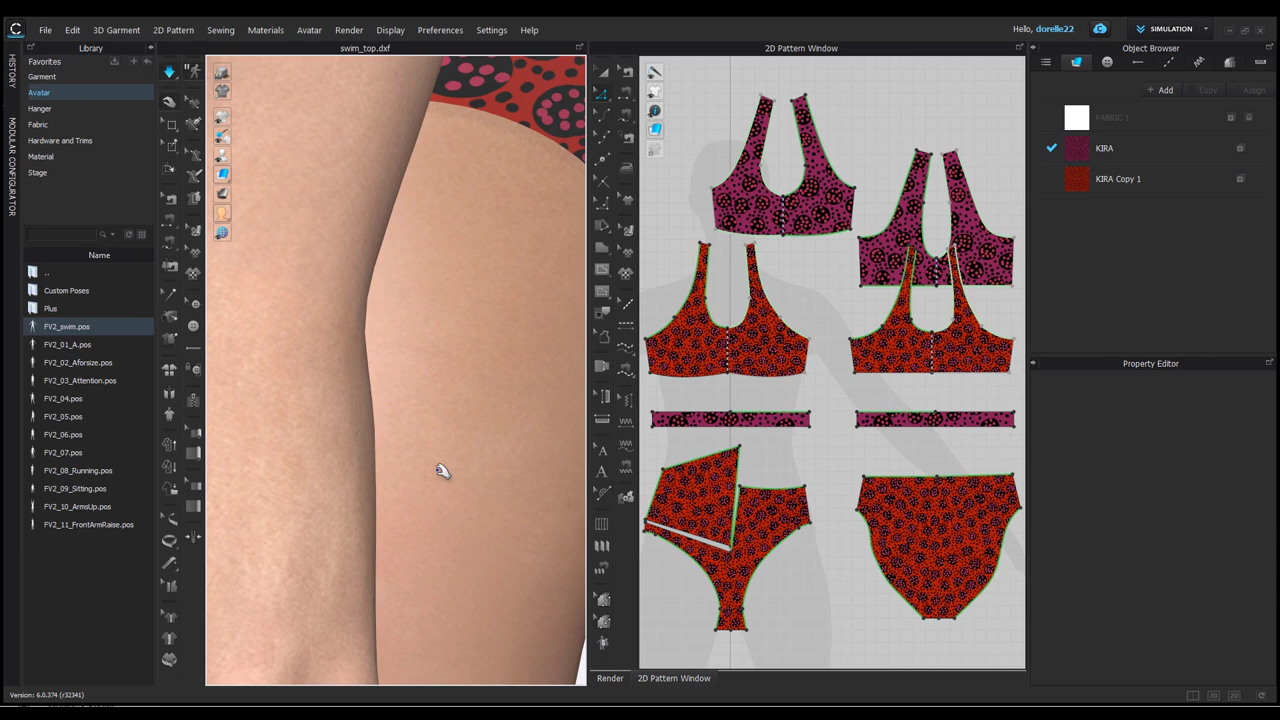 File Edit 3D Garment Avatar Render 2D Pattern Sewing Materials Display Preferences Settings Help
Hello, dorelle22
SIMULATION
HISTORY
MODULAR CONFIGURATOR
Library
Favorites
Garment
Avatar
Hanger
Fabric
Hardware and Trims
Material
Stage
Name
..
Custom Poses
Plus
FV2_swim.pos
FV2_01_A.pos
FV2_02_Aforsize.pos
FV2_03_Attention.pos
FV2_04.pos
FV2_05.pos
FV2_06.pos
FV2_07.pos
FV2_08_Running.pos
FV2_09_Sitting.pos
FV2_10_ArmsUp.pos
FV2_11_FrontArmRaise.pos
swim_top.dxf
2D Pattern Window
Render 2D Pattern Window
Object Browser
+ Add Copy Assign
FABRIC 1
KIRA
KIRA Copy 1
Property Editor
Version: 6.0.374 (r32341)
3D 2D